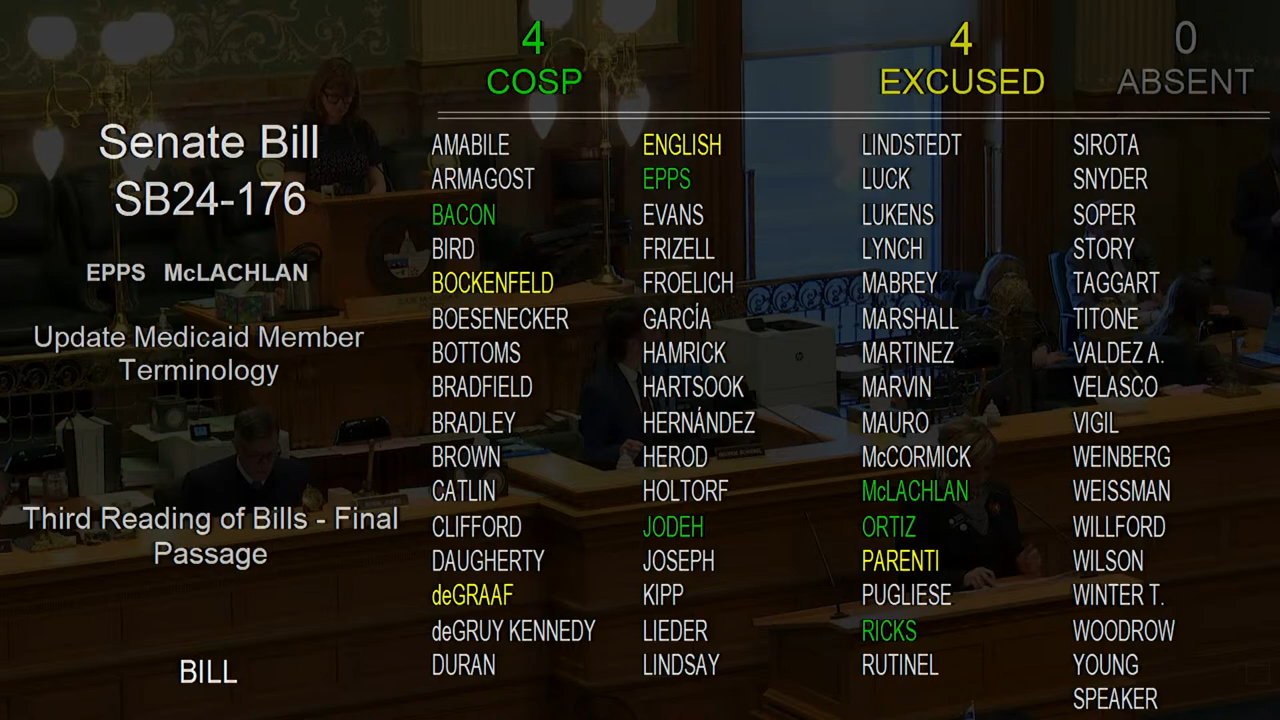 4
COSP
4
EXCUSED
0
ABSENT
Senate Bill
SB24-176
EPPS McLACHLAN
Update Medicaid Member
Terminology
Third Reading of Bills - Final
Passage
BILL
AMABILE
ARMAGOST
BACON
BIRD
BOCKENFELD
BOESENECKER
BOTTOMS
BRADFIELD
BRADLEY
BROWN
CATLIN
CLIFFORD
DAUGHERTY
deGRAAF
deGRUY KENNEDY
DURAN
ENGLISH
EPPS
EVANS
FRIZELL
FROELICH
GARCÍA
HAMRICK
HARTSOOK
HERNÁNDEZ
HEROD
HOLTORF
JODEH
JOSEPH
KIPP
LIEDER
LINDSAY
LINDSTEDT
LUCK
LUKENS
LYNCH
MABREY
MARSHALL
MARTINEZ
MARVIN
MAURO
McCORMICK
McLACHLAN
ORTIZ
PARENTI
PUGLIESE
RICKS
RUTINEL
SIROTA
SNYDER
SOPER
STORY
TAGGART
TITONE
VALDEZ A.
VELASCO
VIGIL
WEINBERG
WEISSMAN
WILLFORD
WILSON
WINTER T.
WOODROW
YOUNG
SPEAKER